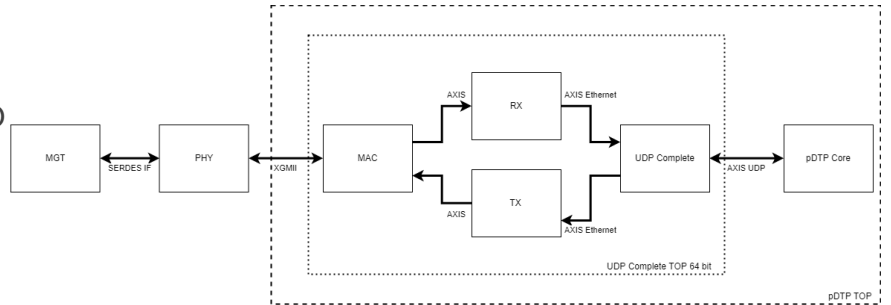 AXIS
RX
AXIS Ethernet
MGT
SERDES IF
PHY
XGMII
MAC
UDP Complete
AXIS UDP
pDTP Core
AXIS
TX
AXIS Ethernet
UDP Complete TOP 64 bit
pDTP TOP